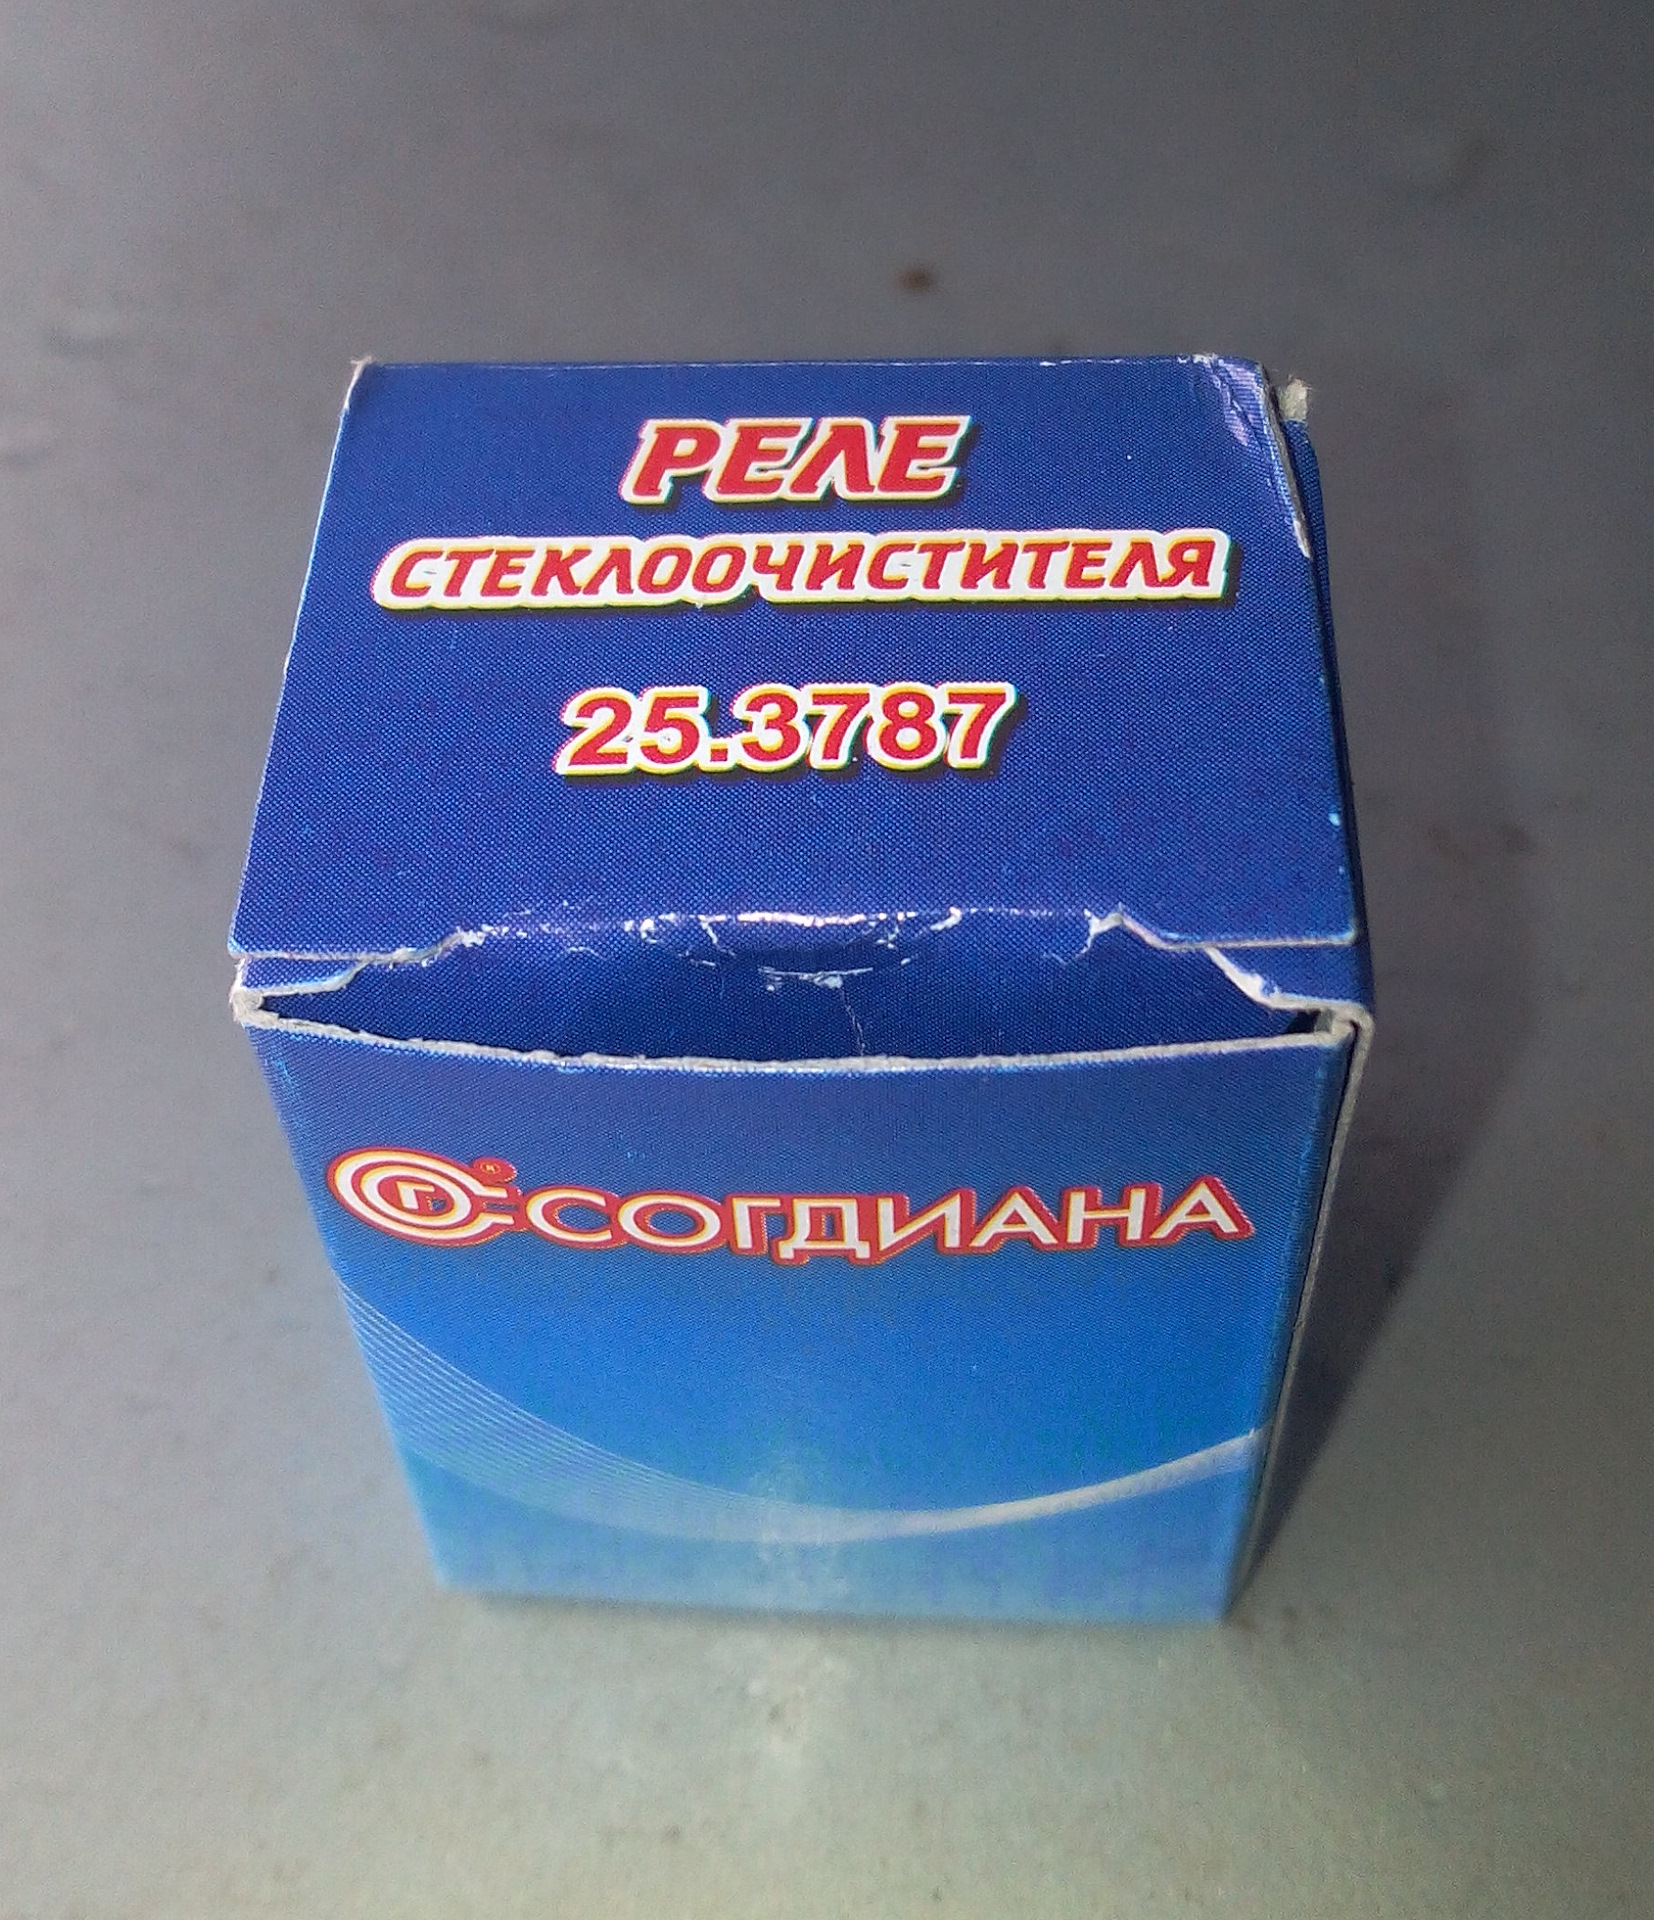 РЕЛЕ
СТЕКЛООЧИСТИТЕЛЯ
25.3787
СОГДИАНА